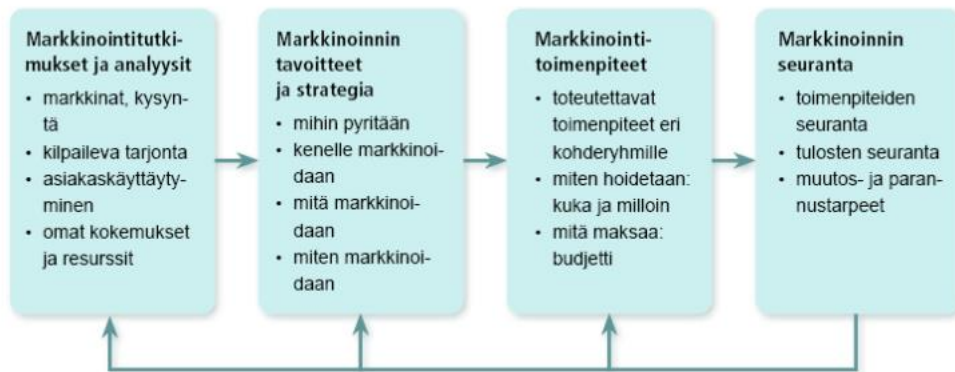 Markkinointitutki-
mukset ja analyysit
• markkinat, kysyn-
tä
• kilpaileva tarjonta
• asiakaskäyttäyty-
minen
• omat kokemukset
ja resurssit
Markkinoinnin
tavoitteet
ja strategia
• mihin pyritään
• kenelle markkinoi-
daan
• mitä markkinoi-
daan
• miten markkinoi-
daan
Markkinointi-
toimenpiteet
• toteutettavat
toimenpiteet eri
kohderyhmille
• miten hoidetaan:
kuka ja milloin
• mitä maksaa:
budjetti
Markkinoinnin
seuranta
• toimenpiteiden
seuranta
• tulosten seuranta
• muutos- ja paran-
nustarpeet